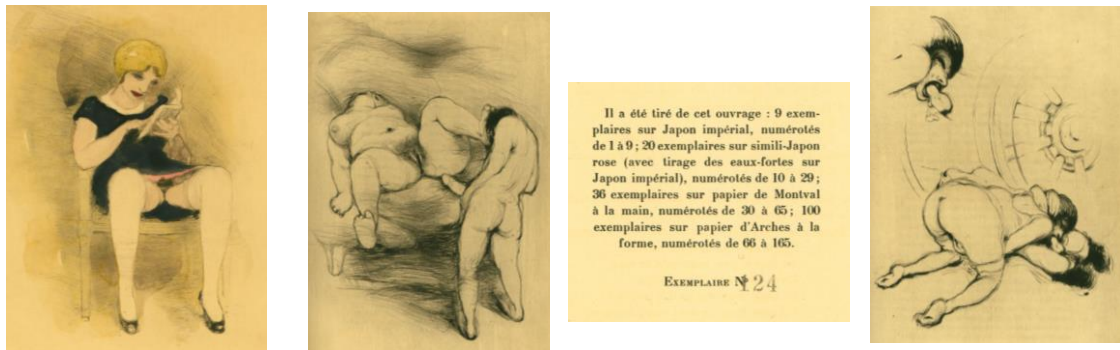 Il a été tiré de cet ouvrage : 9 exem-
plaires sur Japon impérial, numérotés
de 1 à 9 ; 20 exemplaires sur simili-Japon
rose (avec tirage des eaux-fortes sur
Japon impérial), numérotés de 10 à 29 ;
36 exemplaires sur papier de Montval
à la main, numérotés de 30 à 65 ; 100
exemplaires sur papier d'Arches à la
forme, numérotés de 66 à 165.
EXEMPLAIRE N° 124